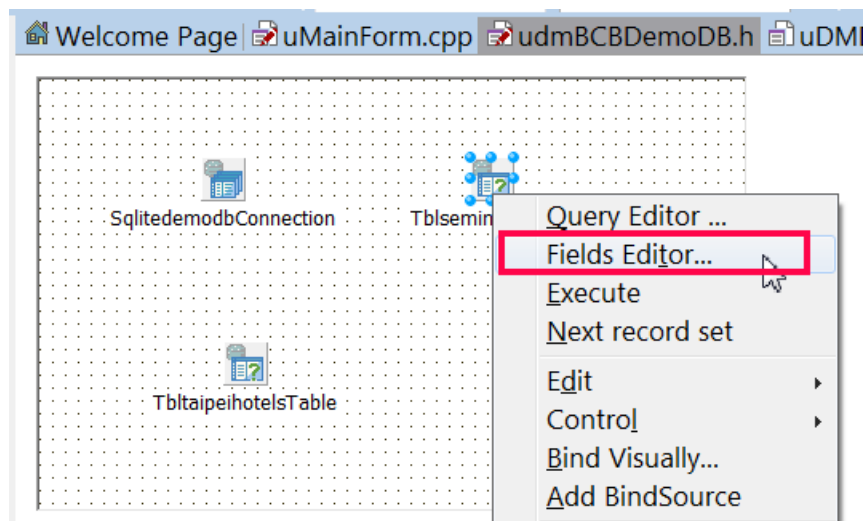 Welcome Page uMainForm.cpp udmBCBDemoDB.h
SqlitedemodbConnection
Query Editor ...
Fields Editor...
Execute
Next record set
TbltaipeihotelsTable
Edit
Control
Bind Visually...
Add BindSource